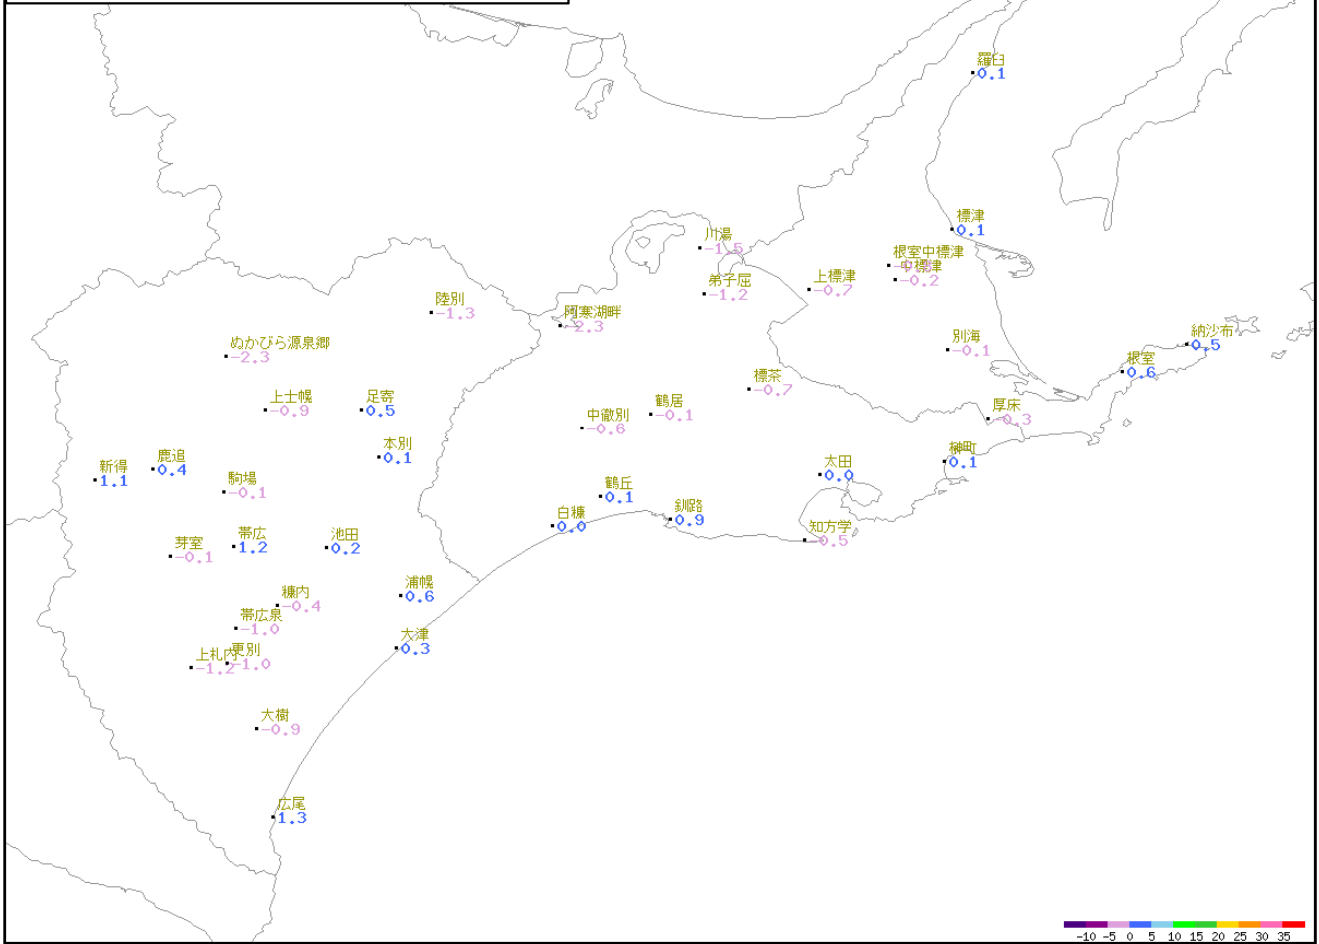 羅臼
0.1
標津
0.1
川湯
-1.5
根室中標津
中標津
-0.2
弟子屈
-1.2
上標津
-0.7
陸別
-1.3
阿寒湖畔
-2.3
ぬかびら源泉郷
-2.3
別海
-0.1
納沙布
0.5
根室
0.6
標茶
-0.7
上士幌
-0.9
足寄
0.5
鶴居
-0.1
中徹別
-0.6
厚床
-0.3
本別
0.1
榊町
0.1
鹿追
0.4
新得
1.1
太田
0.0
駒場
-0.1
鶴丘
0.1
白糠
0.0
釧路
0.9
知方学
-0.5
帯広
1.2
池田
0.2
芽室
-0.1
浦幌
0.6
糠内
-0.4
帯広泉
-1.0
大津
0.3
更別
-1.0
上札内
-1.2
大樹
-0.9
広尾
1.3
-10 -5 0 5 10 15 20 25 30 35